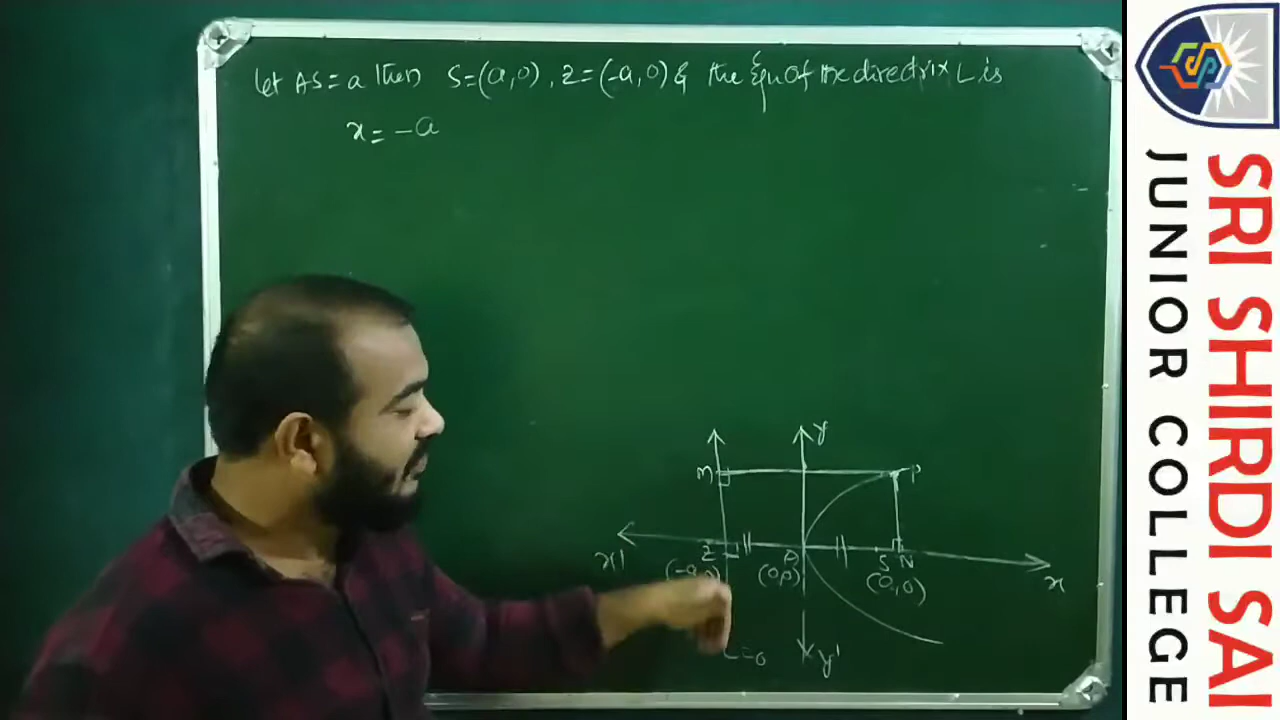 Let AS = a then S=(a,0), Z=(-a,0) & the Eqn of the directrix L is
x = -a
y
M
P
x'
Z
A
S N
x
(-a,0)
(0,0)
(a,0)
L=0
y'
SRI SHIRDI SAI
JUNIOR COLLEGE